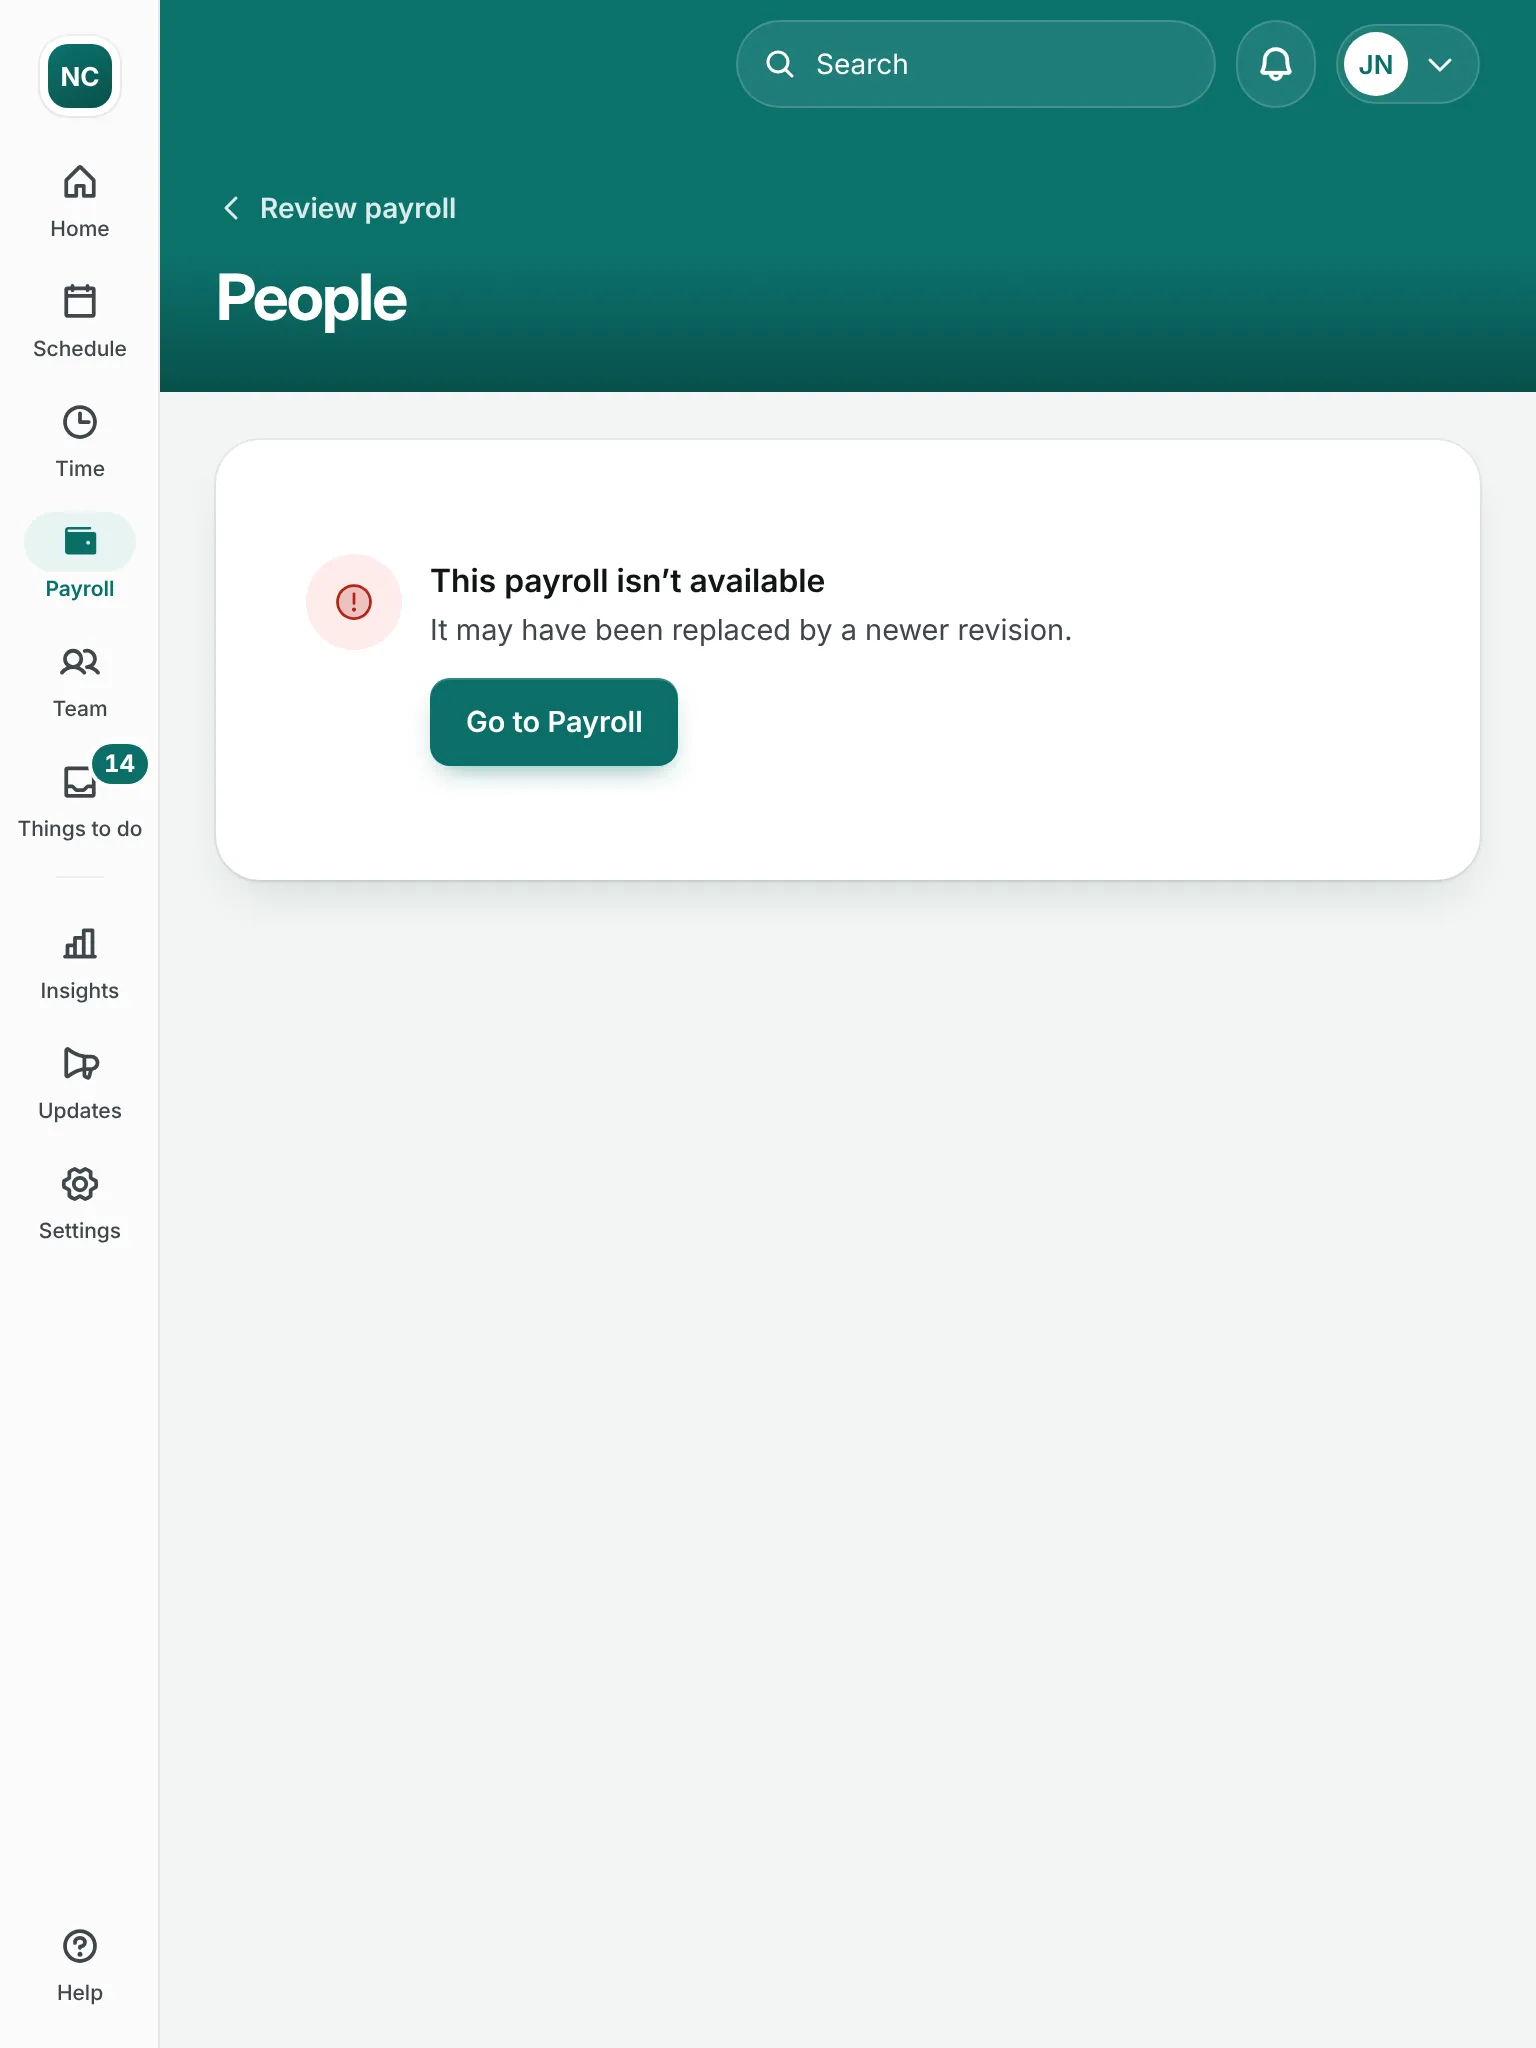 NC
Home
Schedule
Time
Payroll
Team
14
Things to do
Insights
Updates
Settings
Help
Search
JN
Review payroll
People
This payroll isn’t available
It may have been replaced by a newer revision.
Go to Payroll